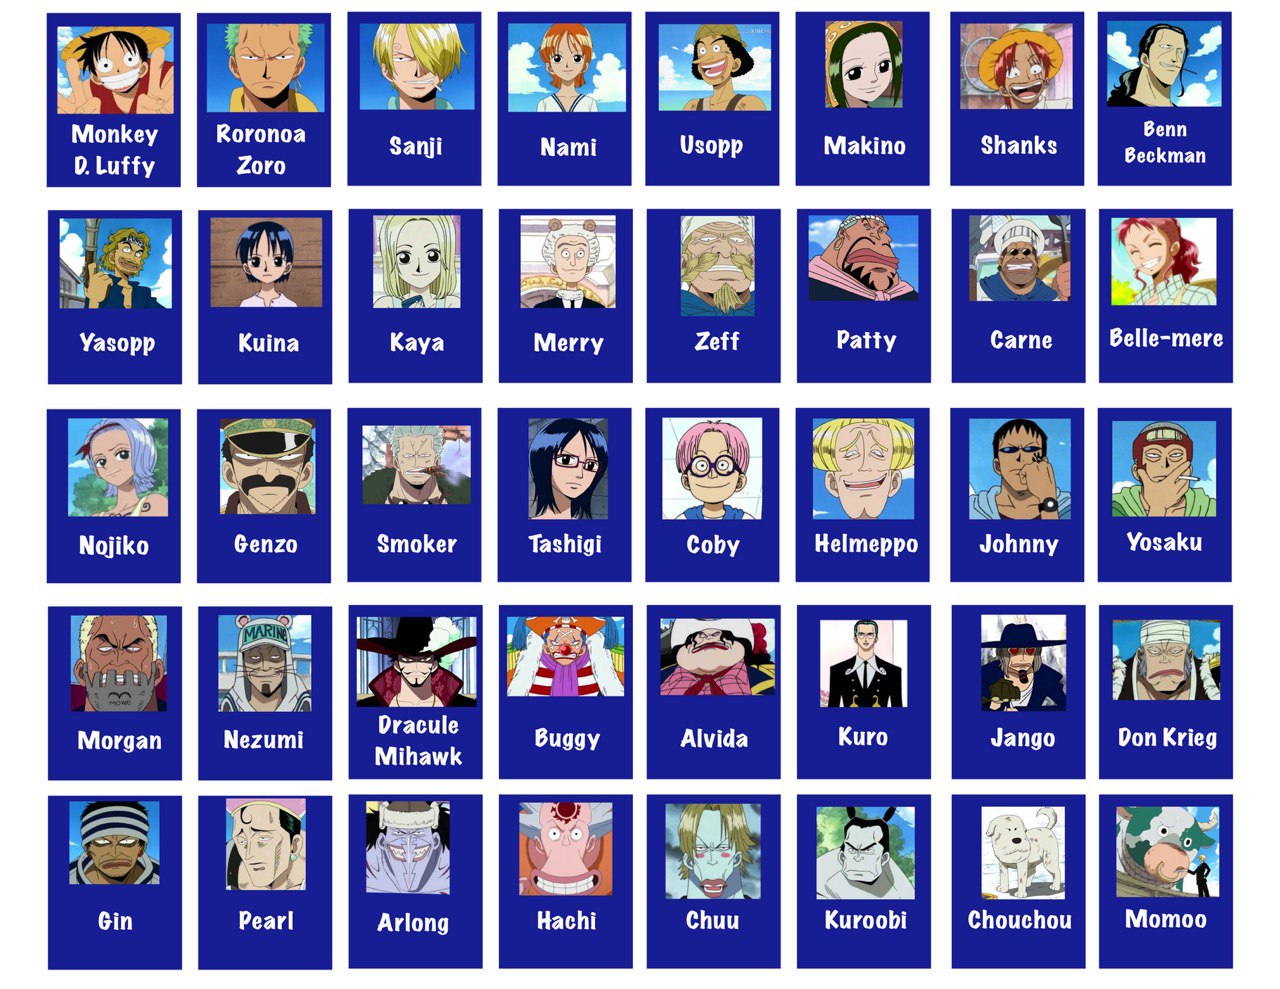 Monkey
D. Luffy
Roronoa
Zoro
Sanji
Nami
Usopp
Makino
Shanks
Benn
Beckman
Yasopp
Kuina
Kaya
Merry
Zeff
Patty
Carne
Belle-mere
Nojiko
Genzo
Smoker
Tashigi
Coby
Helmeppo
Johnny
Yosaku
MARINE
Morgan
Nezumi
Dracule
Mihawk
Buggy
Alvida
Kuro
Jango
Don Krieg
Gin
Pearl
Arlong
Hachi
Chuu
Kuroobi
Chouchou
Momoo